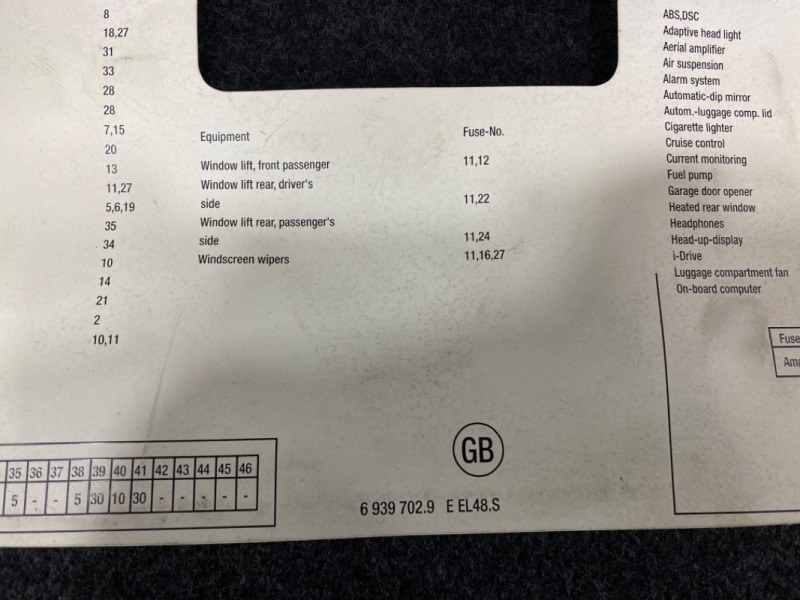 8
18,27
31
33
28
28
7,15
20
13
11,27
5,6,19
35
34
10
14
21
2
10,11
35 36 37 38 39 40 41 42 43 44 45 46
5 - - 5 30 10 30 - - - - -
Equipment Fuse-No.
Window lift, front passenger 11,12
Window lift rear, driver's
side 11,22
Window lift rear, passenger's
side 11,24
Windscreen wipers 11,16,27
GB
6 939 702.9 E EL48.S
ABS,DSC
Adaptive head light
Aerial amplifier
Air suspension
Alarm system
Automatic-dip mirror
Autom.-luggage comp. lid
Cigarette lighter
Cruise control
Current monitoring
Fuel pump
Garage door opener
Heated rear window
Headphones
Head-up-display
i-Drive
Luggage compartment fan
On-board computer
Fuse
Am